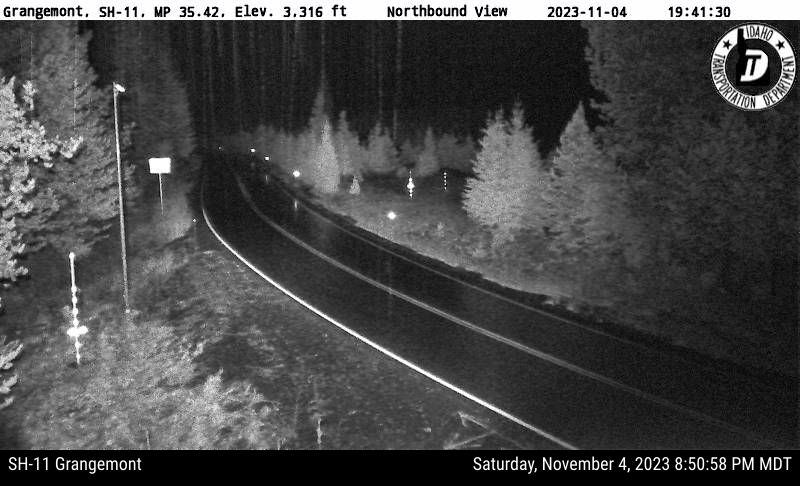 Grangemont, SH-11, MP 35.42, Elev. 3,316 ft Northbound View 2023-11-04 19:41:30
IDAHO
TRANSPORTATION DEPARTMENT
SH-11 Grangemont Saturday, November 4, 2023 8:50:58 PM MDT